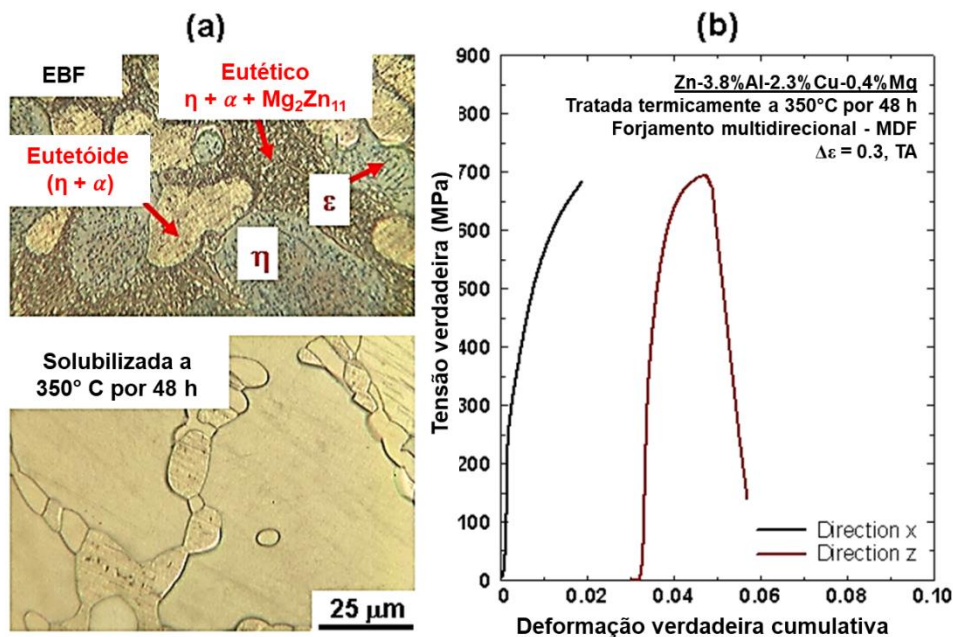 (a)
EBF
Eutético
η + α + Mg₂Zn₁₁
Eutetóide
(η + α)
ε
η
Solubilizada a
350° C por 48 h
25 μm
(b)
Tensão verdadeira (MPa)
900
800
700
600
500
400
300
200
100
0
Zn-3.8%Al-2.3%Cu-0,4%Mg
Tratada termicamente a 350°C por 48 h
Forjamento multidirecional - MDF
Δε = 0.3, TA
Direction x
Direction z
0.00
0.02
0.04
0.06
0.08
0.10
Deformação verdadeira cumulativa